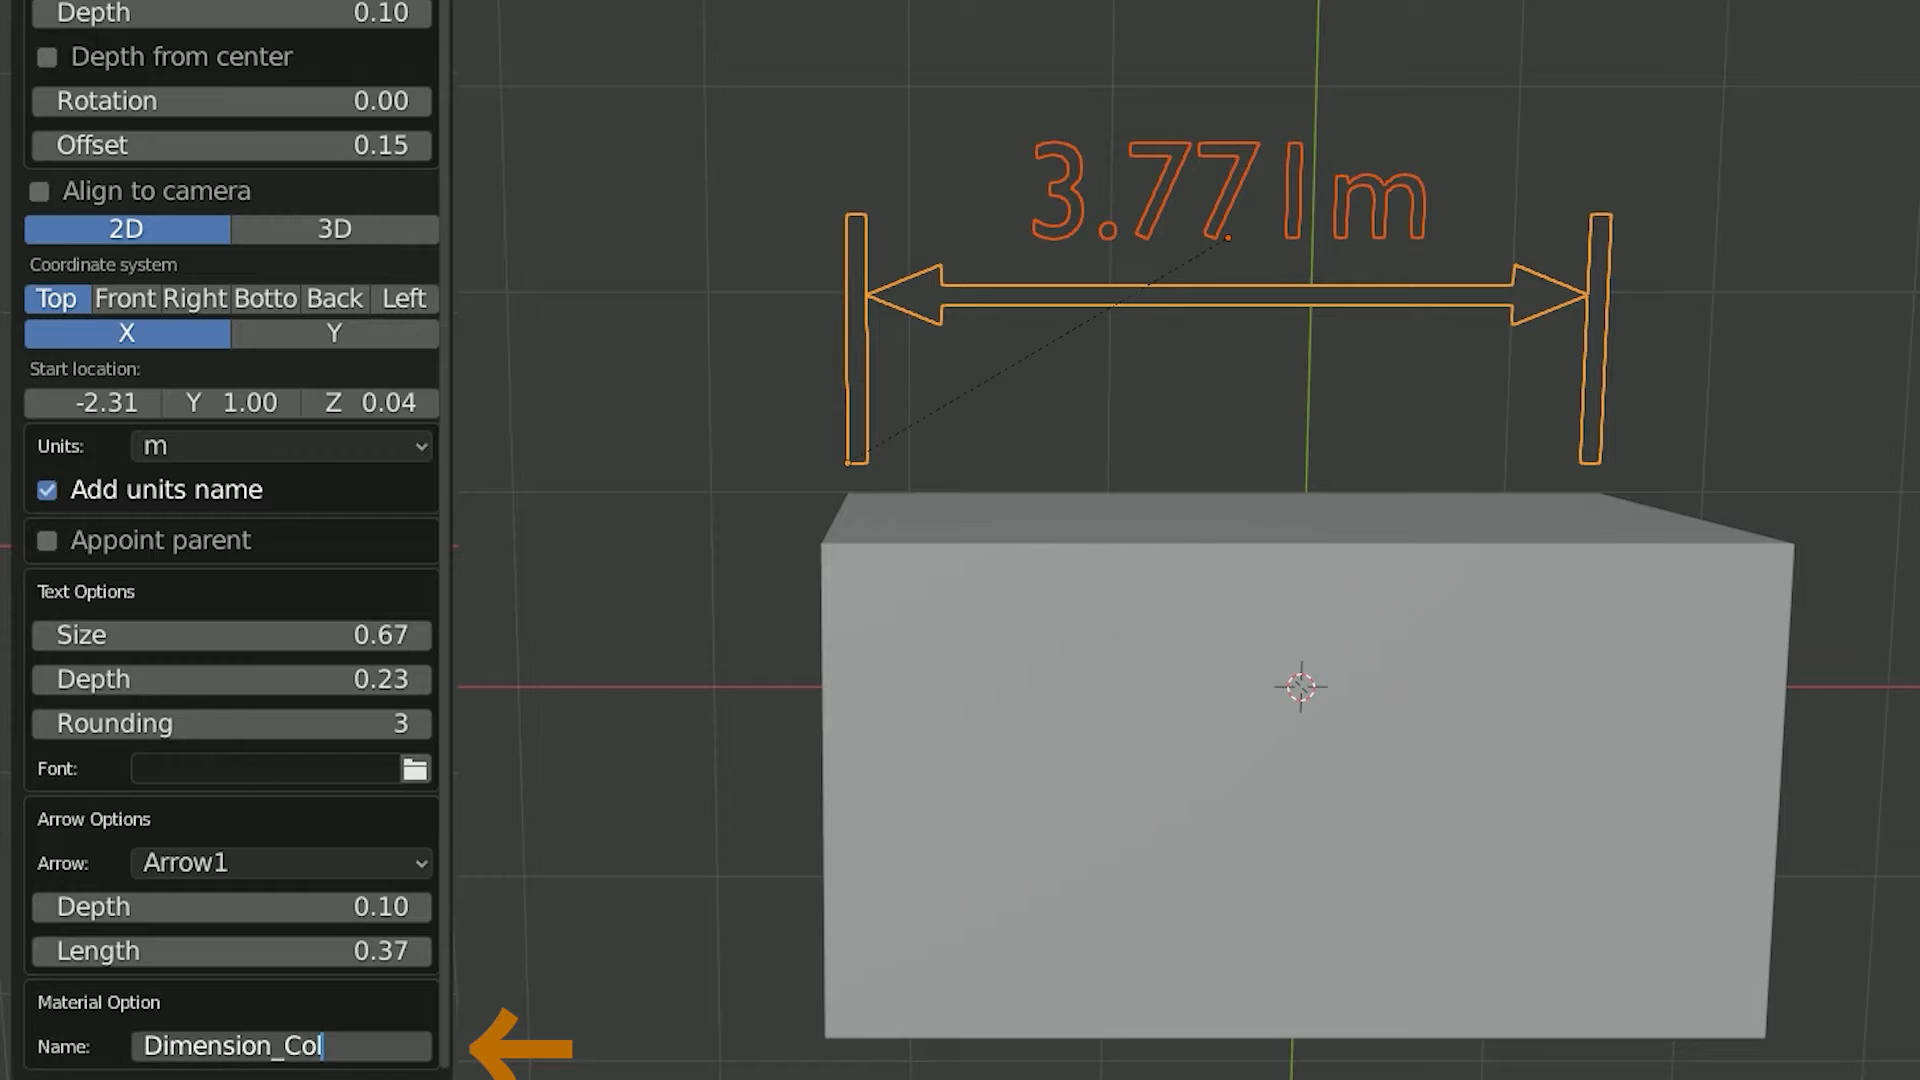 Depth 0.10
Depth from center
Rotation 0.00
Offset 0.15
Align to camera
2D 3D
Coordinate system
Top Front Right Botto Back Left
X Y
Start location:
-2.31 Y 1.00 Z 0.04
Units: m
Add units name
Appoint parent
Text Options
Size 0.67
Depth 0.23
Rounding 3
Font:
Arrow Options
Arrow: Arrow1
Depth 0.10
Length 0.37
Material Option
Name: Dimension_Col
3.771m